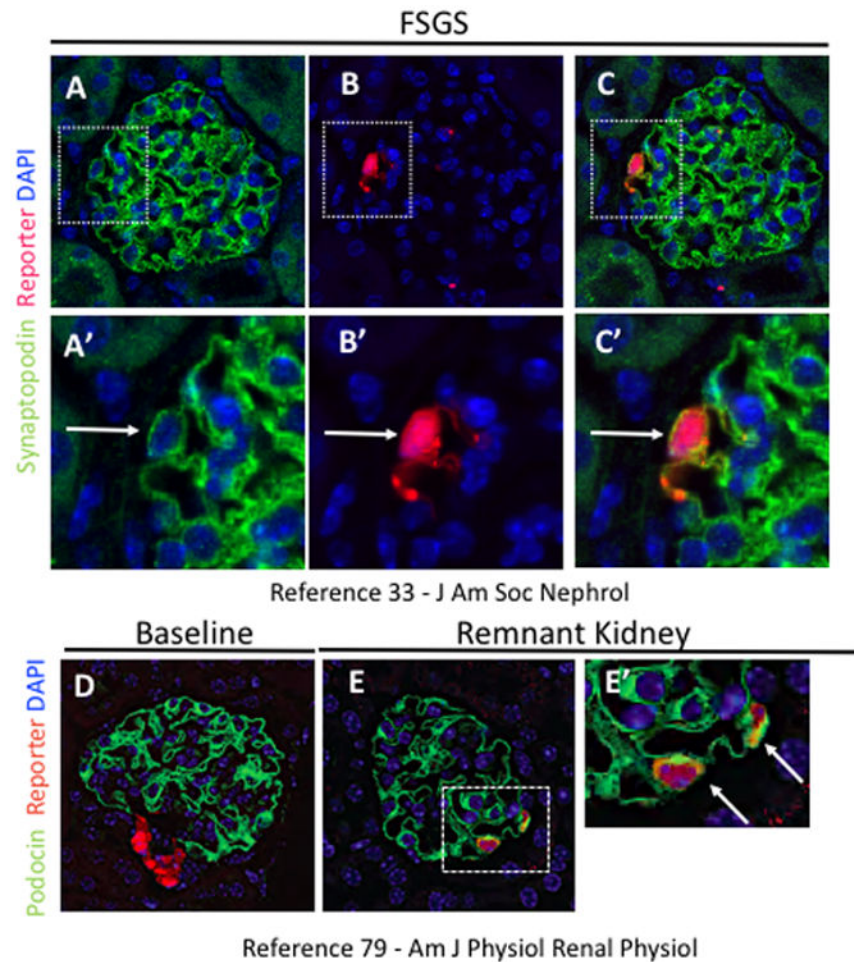 FSGS
A
B
C
Synaptopodin Reporter DAPI
A'
B'
C'
Reference 33 - J Am Soc Nephrol
Baseline
Remnant Kidney
D
E
E'
Podocin Reporter DAPI
Reference 79 - Am J Physiol Renal Physiol